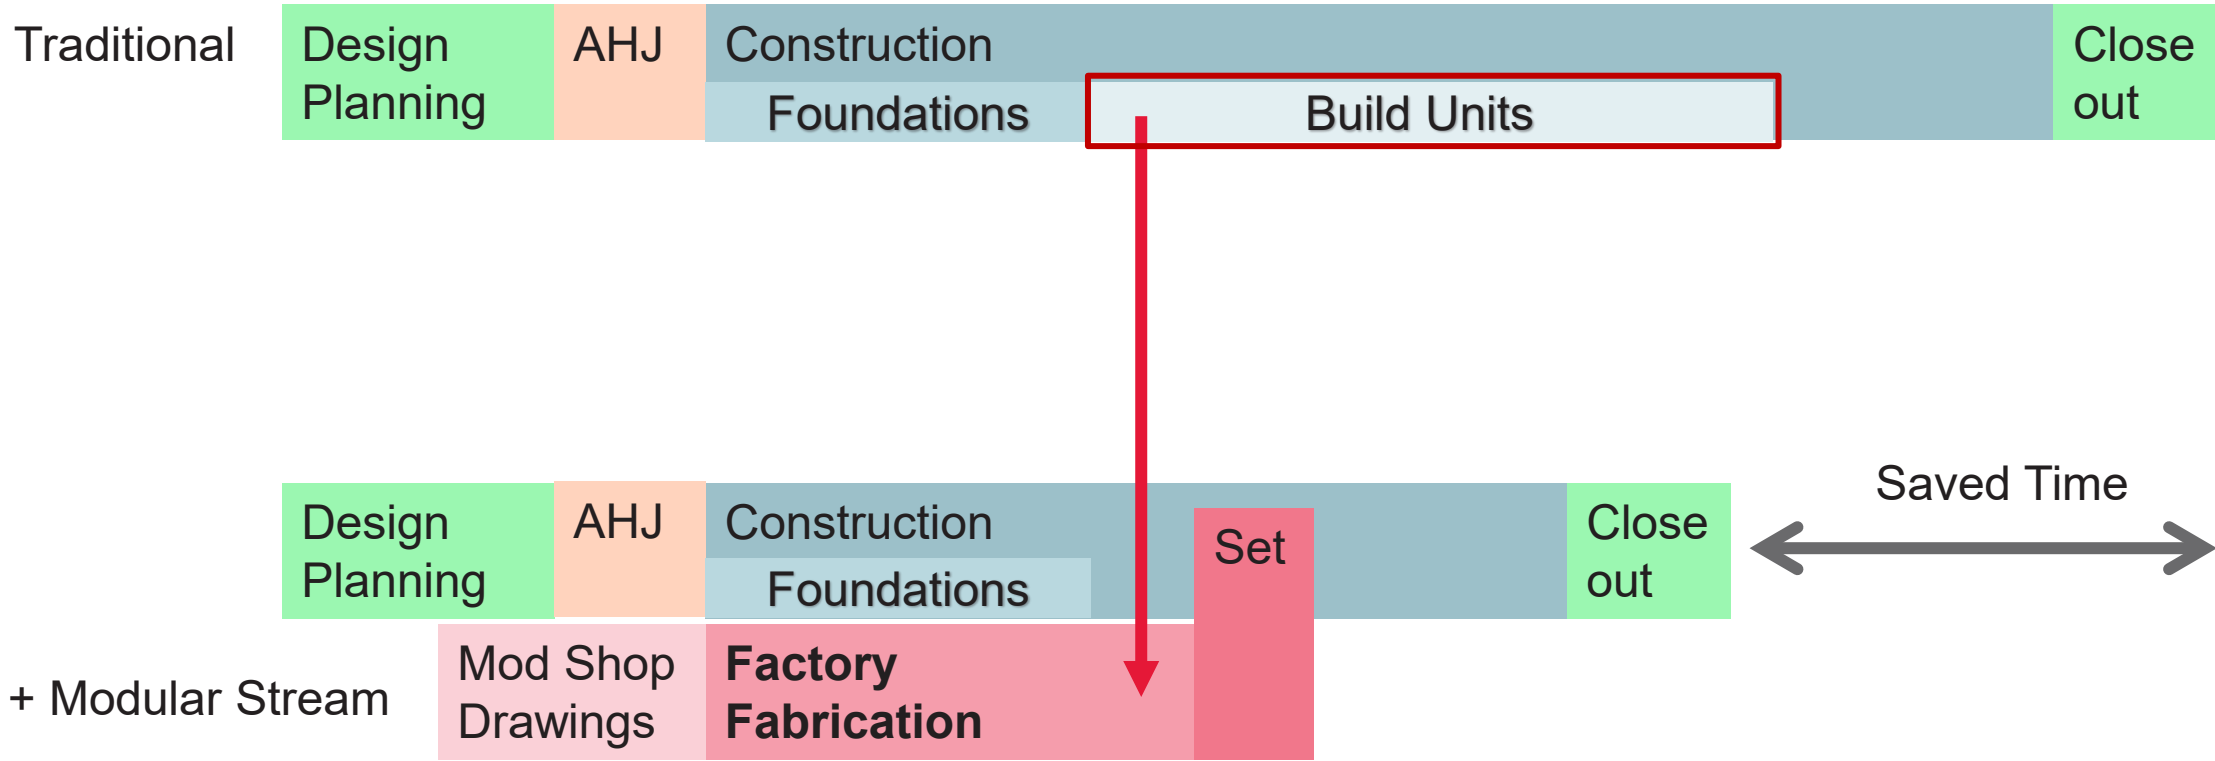 Traditional
Design
Planning
AHJ
Construction
Foundations
Build Units
Close
out
Design
Planning
AHJ
Construction
Foundations
Set
Close
out
Saved Time
+ Modular Stream
Mod Shop
Drawings
Factory
Fabrication